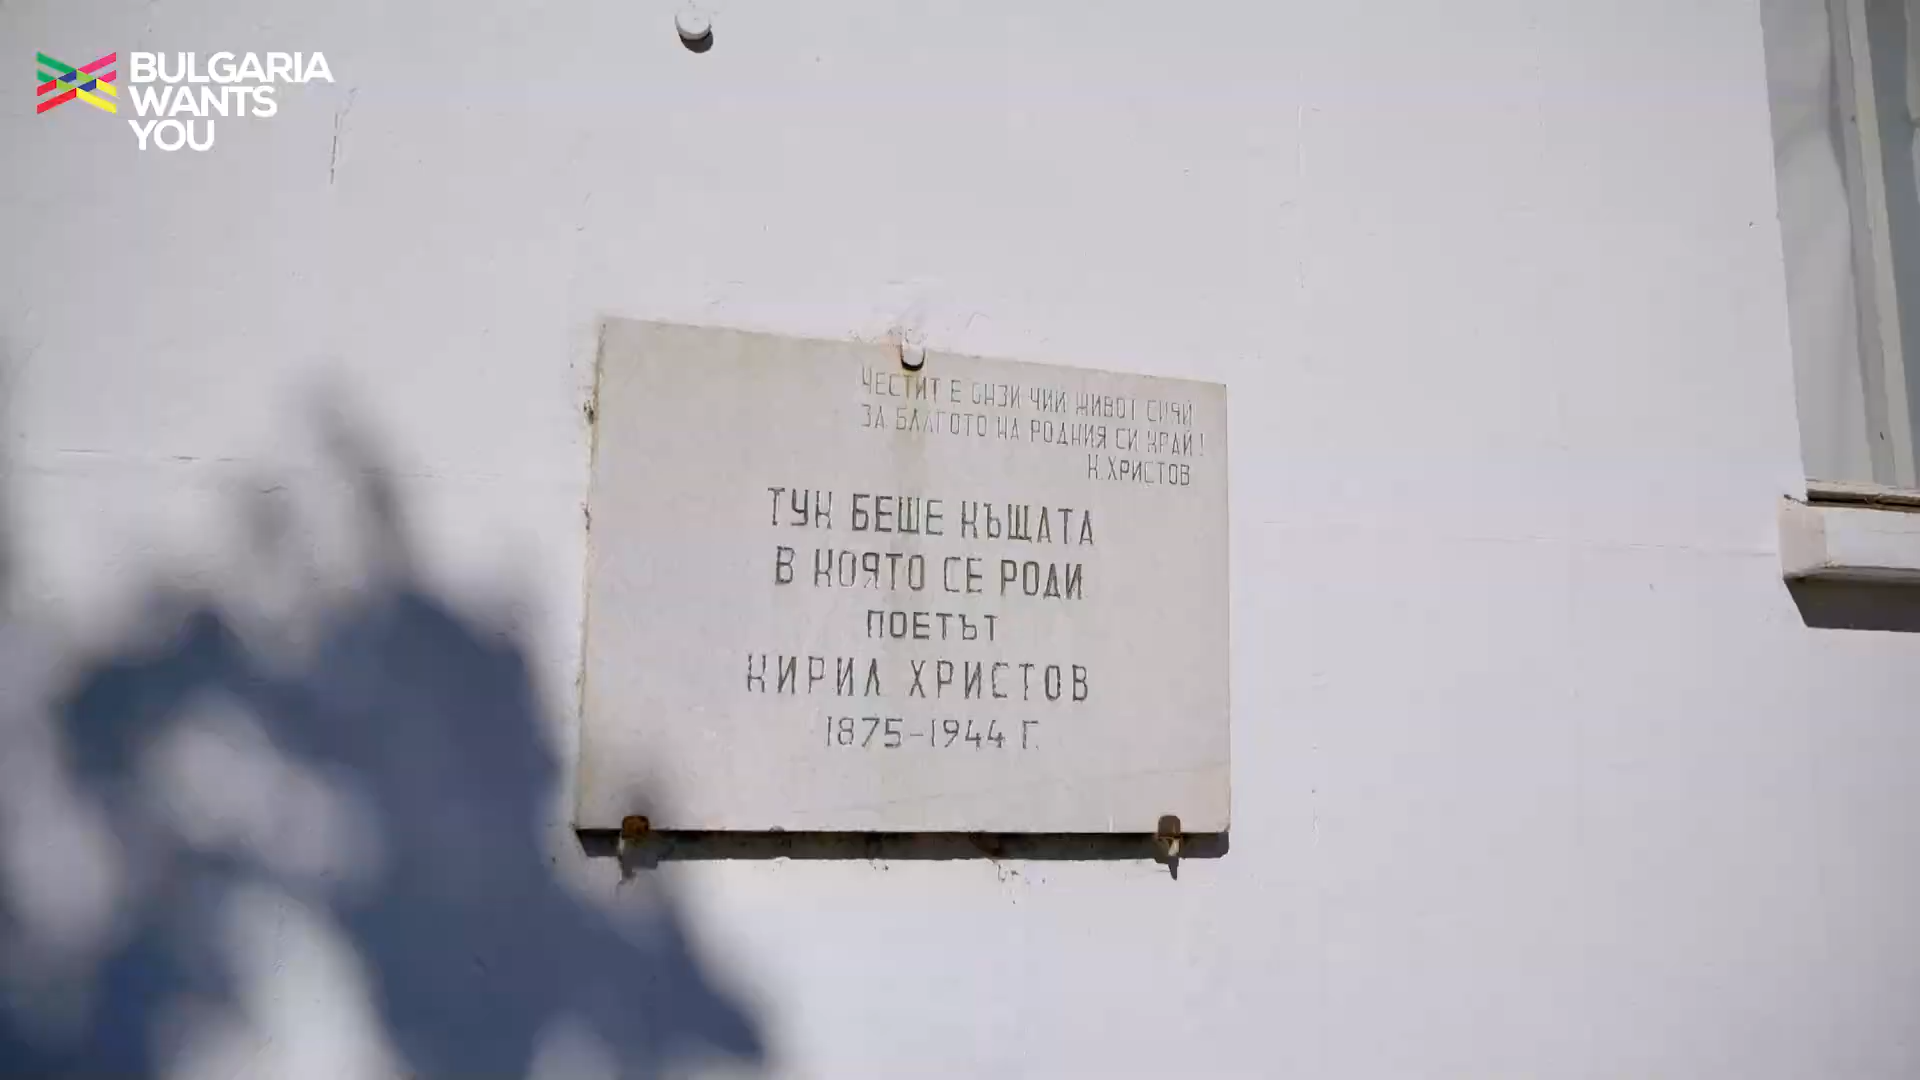 BULGARIA
WANTS
YOU
ЧЕСТИТ Е ОНЗИ ЧИЙ ЖИВОТ СИЯЙ
ЗА БЛАГОТО НА РОДНИЯ СИ КРАЙ!
К. ХРИСТОВ
ТУК БЕШЕ КЪЩАТА
В КОЯТО СЕ РОДИ
ПОЕТЪТ
КИРИЛ ХРИСТОВ
1875-1944 Г.